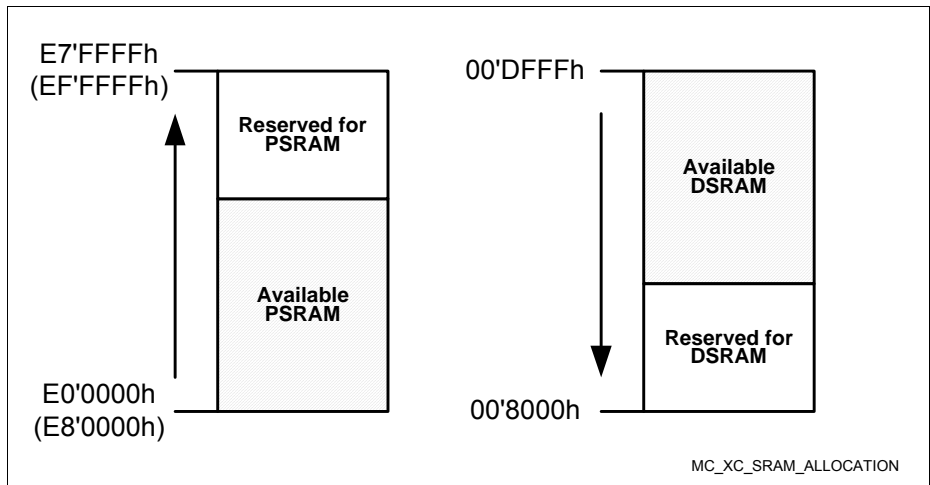 E7'FFFFh
(EF'FFFFh)
Reserved for
PSRAM
Available
PSRAM
E0'0000h
(E8'0000h)
00'DFFFh
Available
DSRAM
Reserved for
DSRAM
00'8000h
MC_XC_SRAM_ALLOCATION